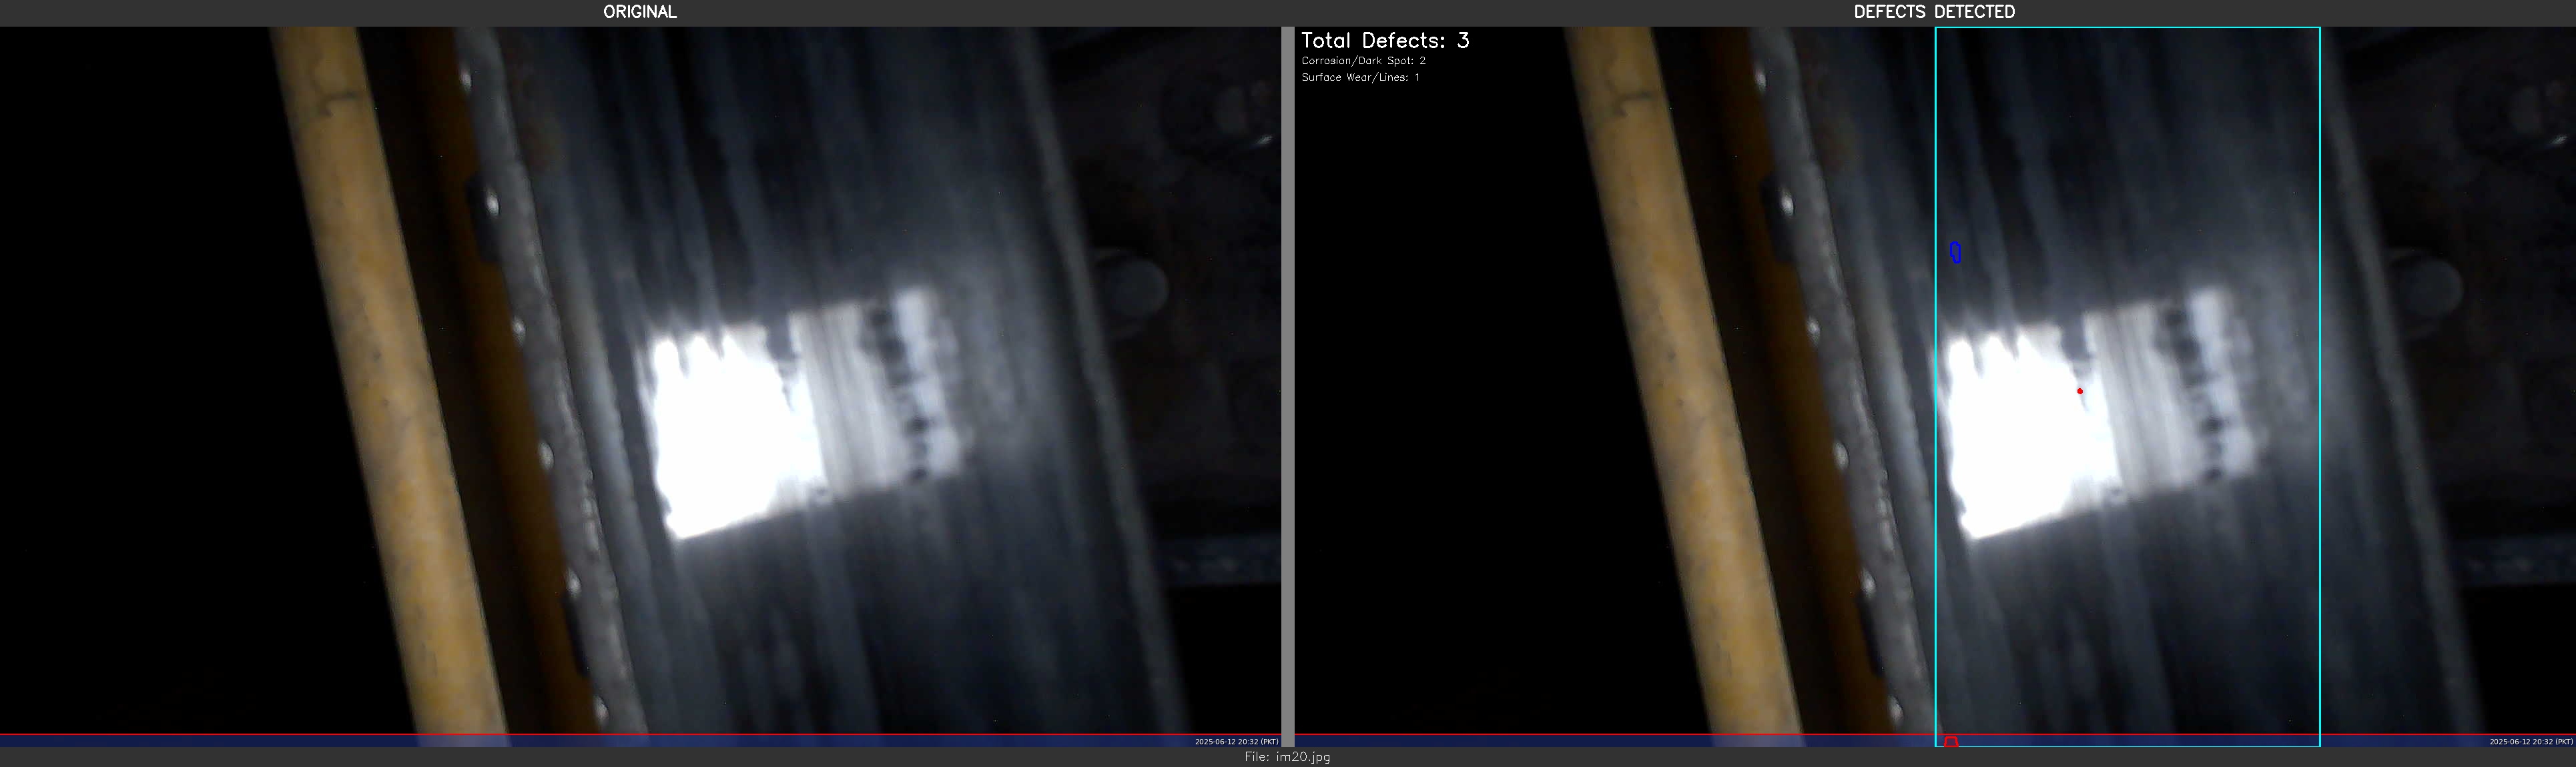 ORIGINAL
DEFECTS DETECTED
Total Defects: 3
Corrosion/Dark Spot: 2
Surface Wear/Lines: 1
2025-06-12 20:32 (PKT)
2025-06-12 20:32 (PKT)
File: im20.jpg